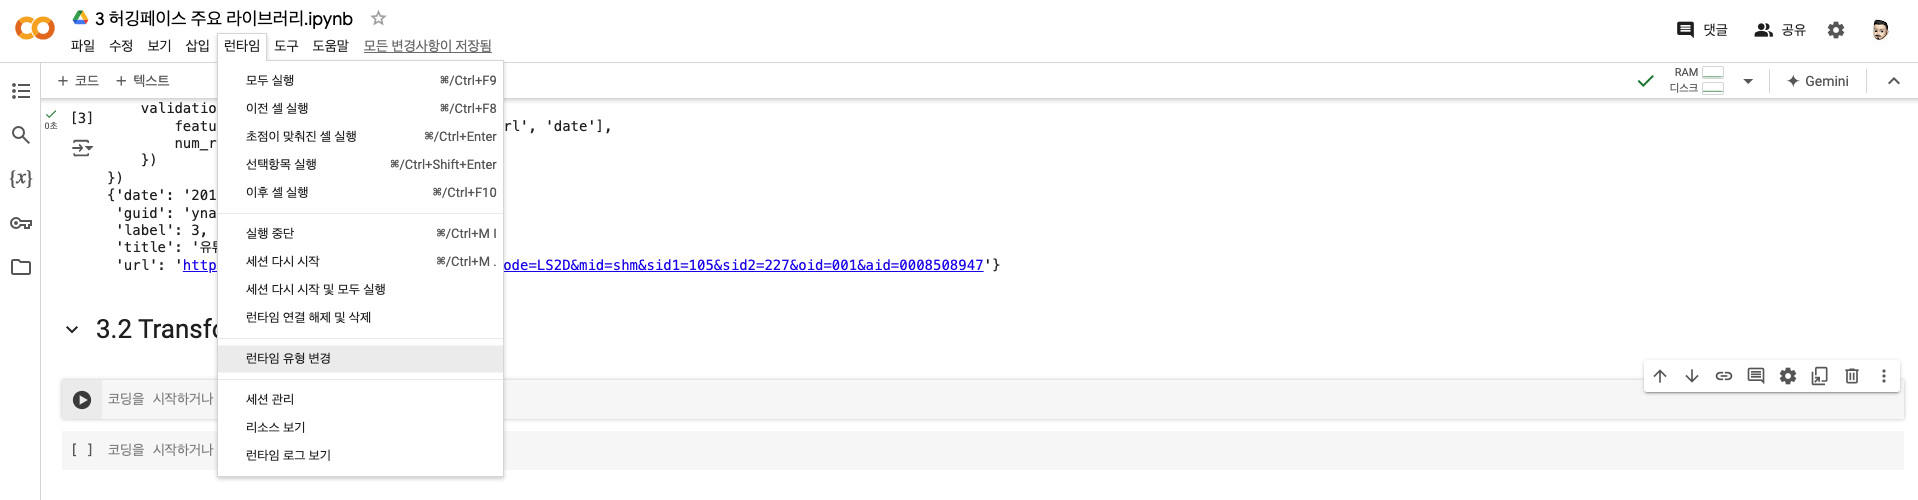 3 허깅페이스 주요 라이브러리.ipynb
댓글 공유
파일 수정 보기 삽입 런타임 도구 도움말 모든 변경사항이 저장됨
+ 코드 + 텍스트
RAM
디스크
Gemini
모두 실행 ⌘/Ctrl+F9
이전 셀 실행 ⌘/Ctrl+F8
초점이 맞춰진 셀 실행 ⌘/Ctrl+Enter
선택항목 실행 ⌘/Ctrl+Shift+Enter
이후 셀 실행 ⌘/Ctrl+F10
실행 중단 ⌘/Ctrl+M I
세션 다시 시작 ⌘/Ctrl+M .
세션 다시 시작 및 모두 실행
런타임 연결 해제 및 삭제
런타임 유형 변경
세션 관리
리소스 보기
런타임 로그 보기
{x}
0초
[3]
validatio
featu rl', 'date'],
num_r
})
})
{'date': '201
'guid': 'yna
'label': 3,
'title': '유튜
'url': 'http ode=LS2D&mid=shm&sid1=105&sid2=227&oid=001&aid=0008508947'}
3.2 Transfo
코딩을 시작하거나
[ ] 코딩을 시작하거나